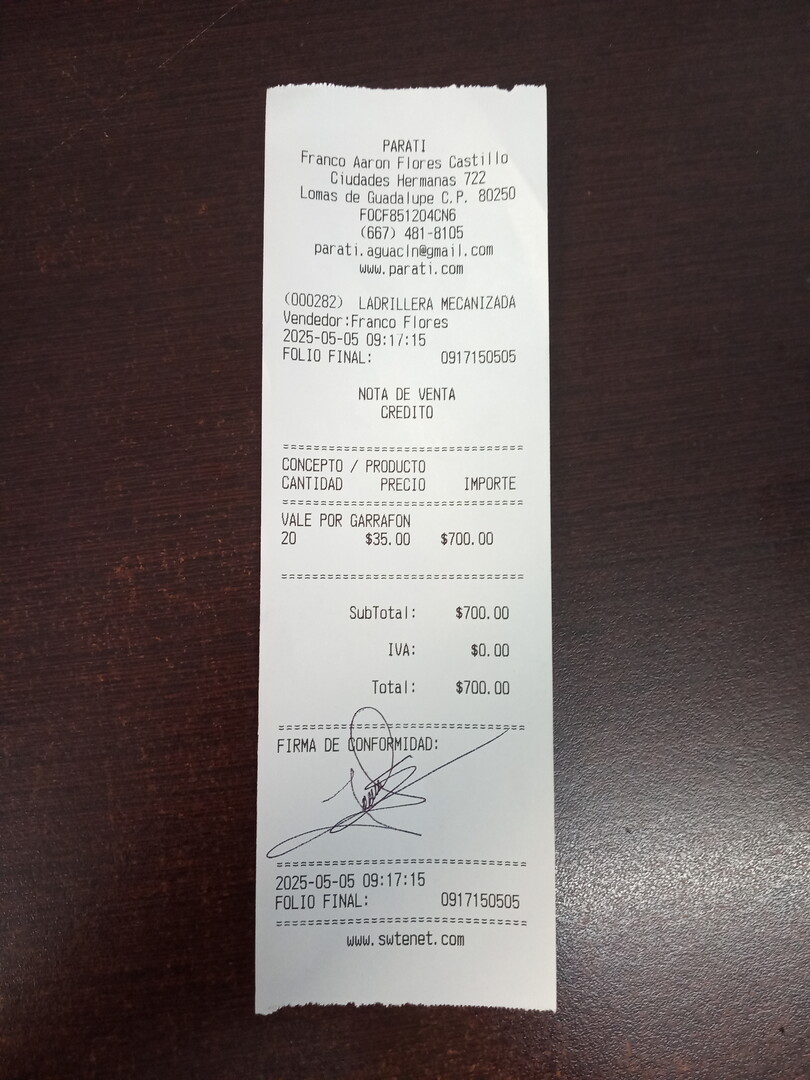 PARATI
Franco Aaron Flores Castillo
Ciudades Hermanas 722
Lomas de Guadalupe C.P. 80250
FOCF851204CN6
(667) 481-8105
parati.aguacln@gmail.com
www.parati.com
(000282) LADRILLERA MECANIZADA
Vendedor:Franco Flores
2025-05-05 09:17:15
FOLIO FINAL: 0917150505
NOTA DE VENTA
CREDITO
===============================
CONCEPTO / PRODUCTO
CANTIDAD PRECIO IMPORTE
===============================
VALE POR GARRAFON
20 $35.00 $700.00
===============================
SubTotal: $700.00
IVA: $0.00
Total: $700.00
===============================
FIRMA DE CONFORMIDAD:
===============================
2025-05-05 09:17:15
FOLIO FINAL: 0917150505
===============================
www.swtenet.com